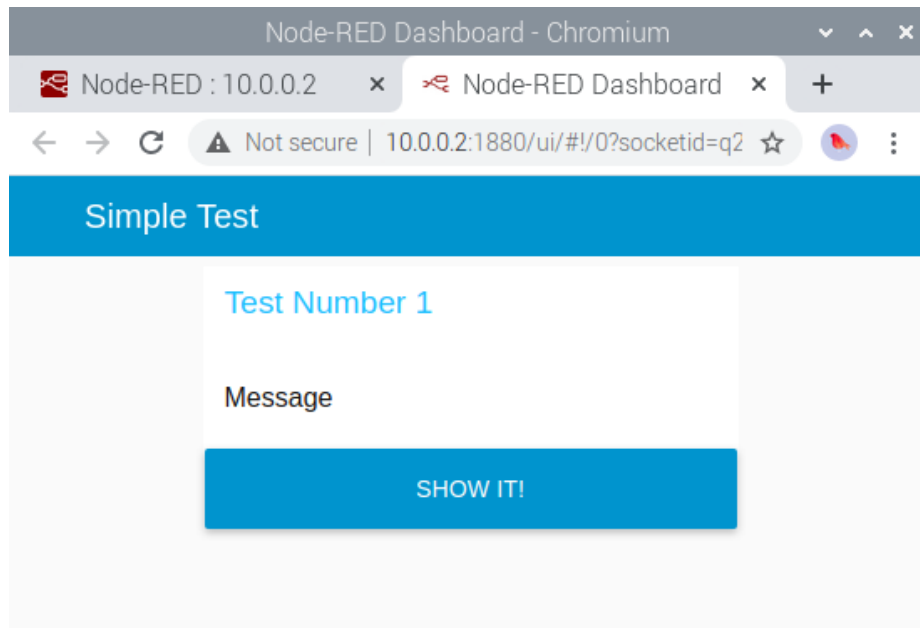 Node-RED Dashboard - Chromium
Node-RED : 10.0.0.2
Node-RED Dashboard
Not secure | 10.0.0.2:1880/ui/#!/0?socketid=q2
Simple Test
Test Number 1
Message
SHOW IT!